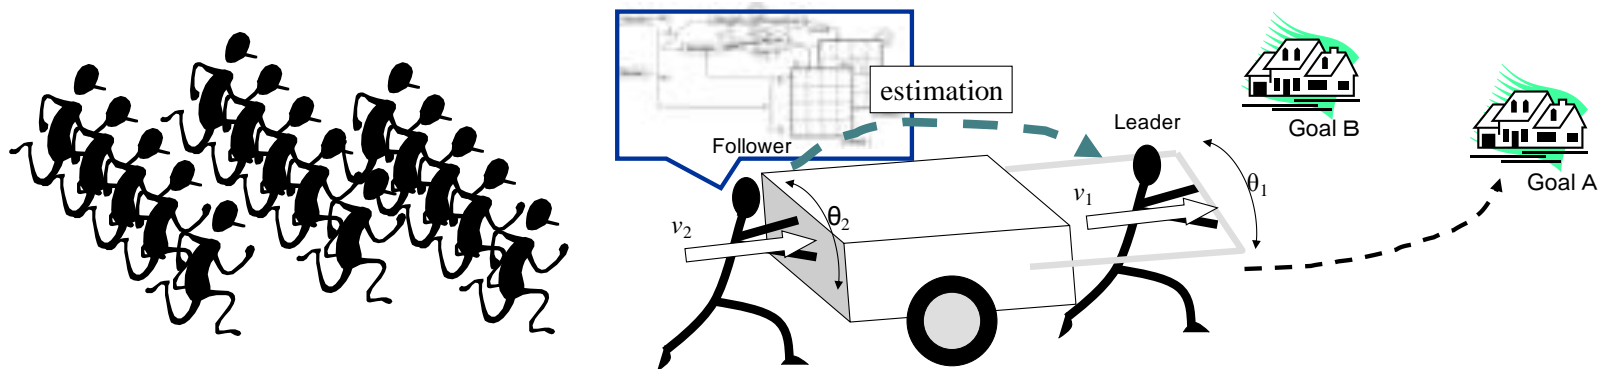 estimation
Follower
Leader
Goal B
Goal A
v₂
θ₂
v₁
θ₁